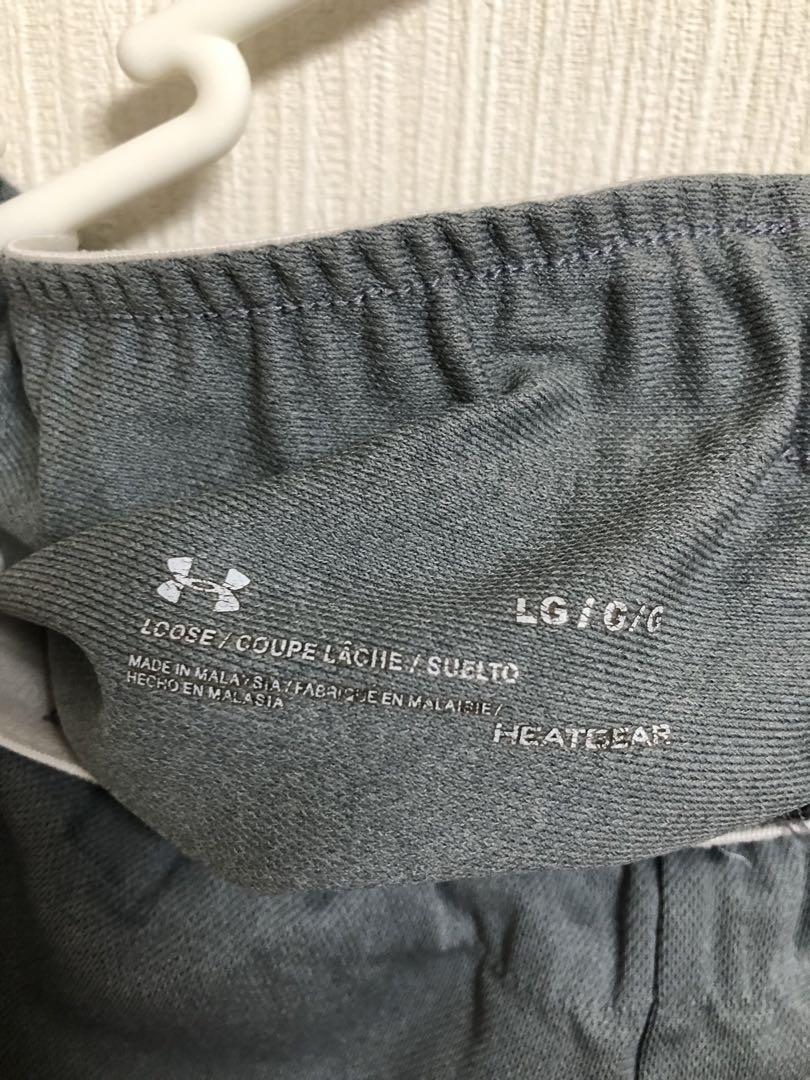 LG / G/G
LOOSE / COUPE LÂCHE / SUELTO
MADE IN MALAYSIA / FABRIQUÉ EN MALAISIE /
HECHO EN MALASIA
HEATGEAR